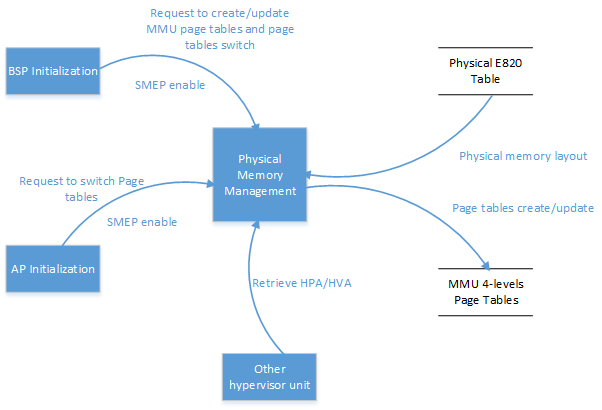 Request to create/update
MMU page tables and page
tables switch
BSP Initialization
SMEP enable
Physical E820
Table
Physical
Memory
Management
Physical memory layout
Request to switch Page
tables
SMEP enable
Page tables create/update
AP Initialization
Retrieve HPA/HVA
MMU 4-levels
Page Tables
Other
hypervisor unit